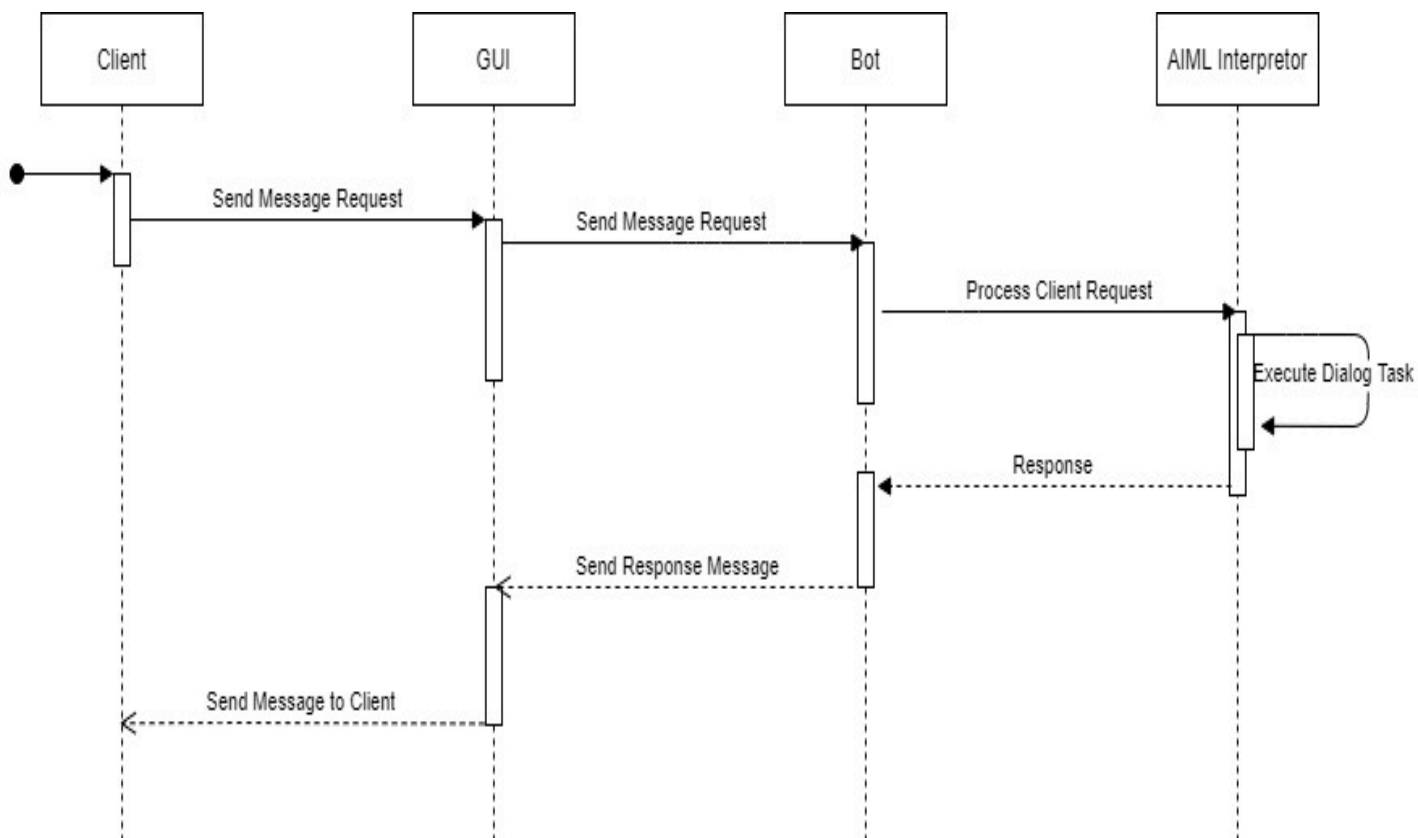 Client
GUI
Bot
AIML Interpretor
Send Message Request
Send Message Request
Process Client Request
Execute Dialog Task
Response
Send Response Message
Send Message to Client